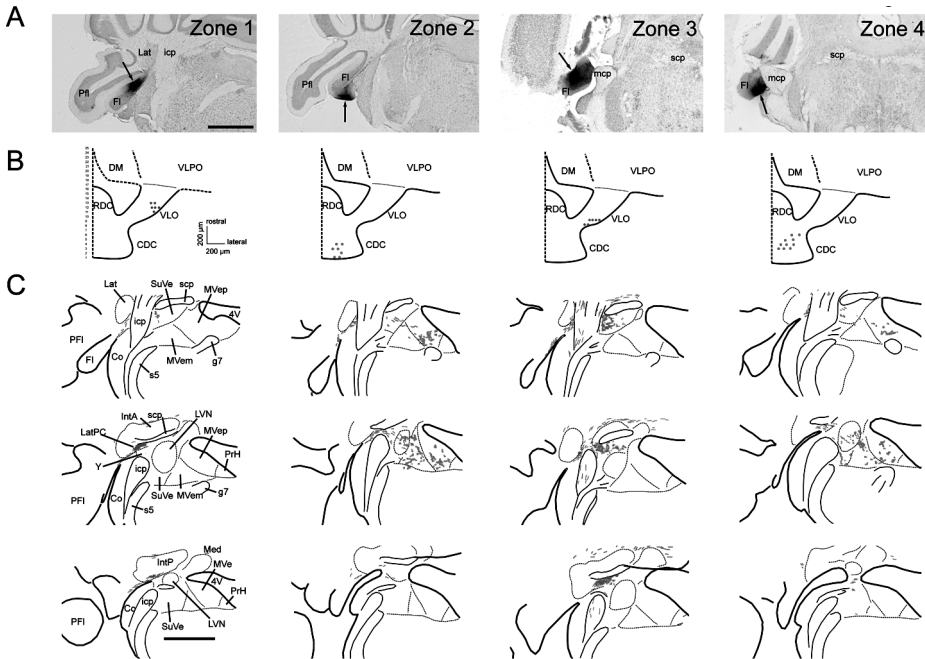 A
Zone 1
Zone 2
Zone 3
Zone 4
Lat
icp
Pfl
Fl
Pfl
Fl
Fl
mcp
scp
Fl
mcp
scp
B
DM
VLPO
RDC
VLO
CDC
200 µm
rostral
lateral
200 µm
DM
VLPO
RDC
VLO
CDC
DM
VLPO
RDC
VLO
CDC
DM
VLPO
RDC
VLO
CDC
C
Lat
SuVe
scp
MVep
4V
icp
PFl
Fl
Co
MVem
g7
s5
IntA
scp
LVN
LatPC
MVep
Y
PrH
icp
PFl
Co
SuVe
MVem
g7
s5
Med
IntP
MVe
4V
PrH
Co
icp
PFl
SuVe
LVN